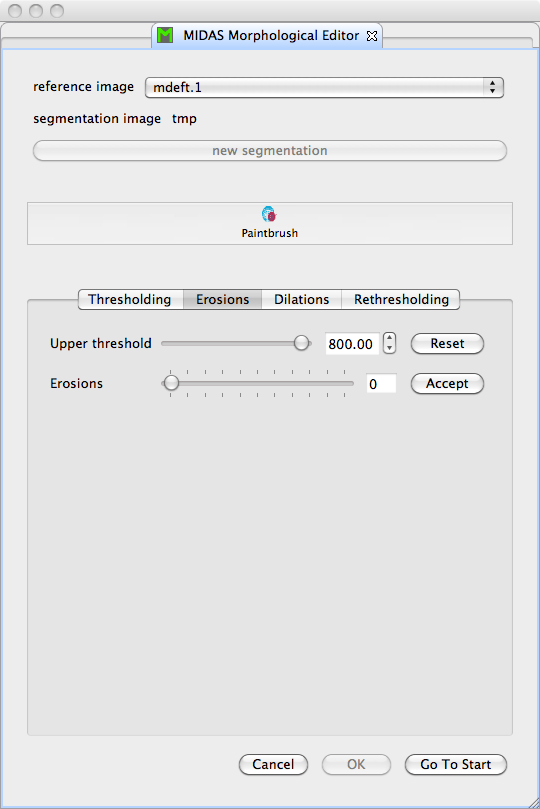 MIDAS Morphological Editor
reference image mdeft.1
segmentation image tmp
new segmentation
Paintbrush
Thresholding Erosions Dilations Rethresholding
Upper threshold 800.00 Reset
Erosions 0 Accept
Cancel OK Go To Start